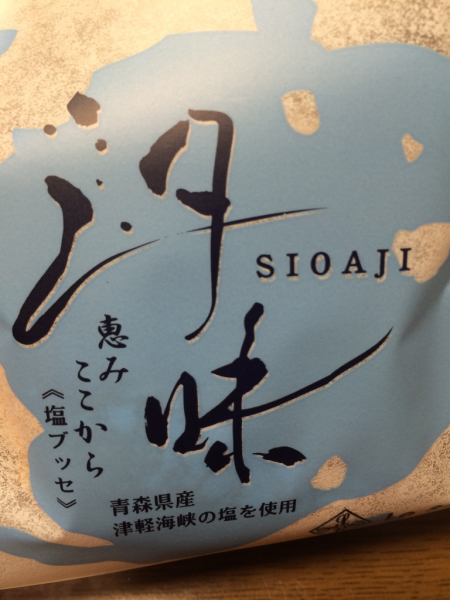 汐味
SIOAJI
恵み
ここから
《塩ブッセ》
青森県産
津軽海峡の塩を使用